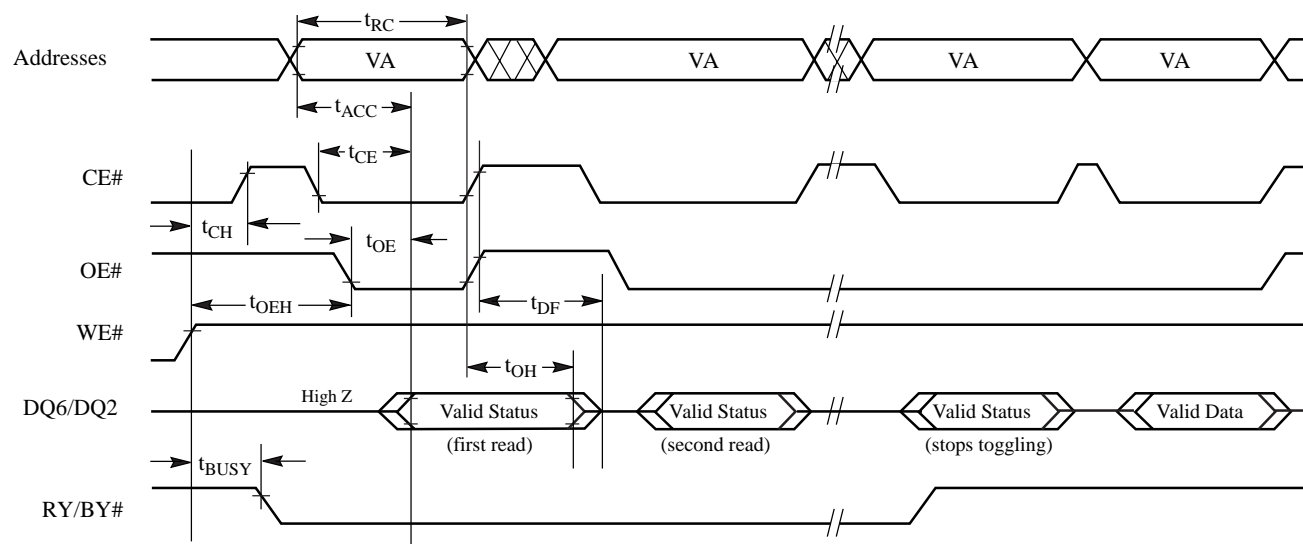 tRC
Addresses VA VA VA VA
tACC
tCE
CE#
tCH tOE
OE#
tOEH tDF
WE#
tOH
DQ6/DQ2 High Z Valid Status Valid Status Valid Status Valid Data
(first read) (second read) (stops toggling)
tBUSY
RY/BY#